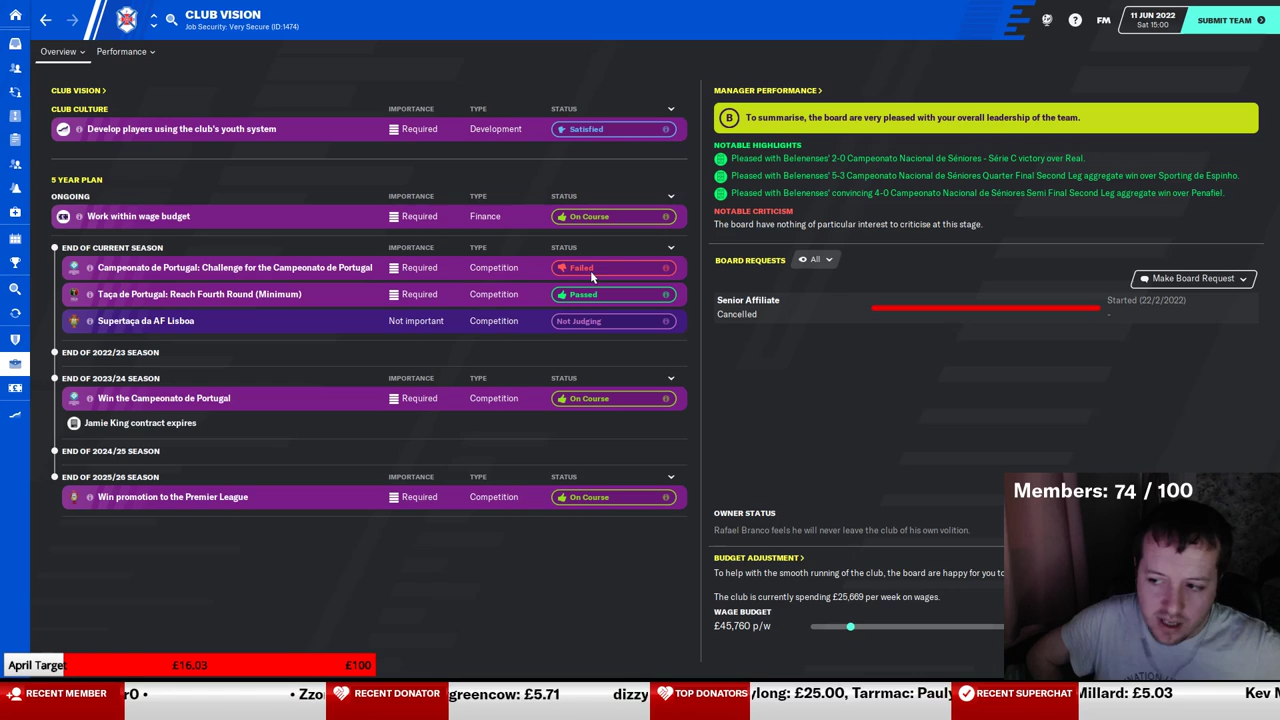 CLUB VISION
Job Security: Very Secure (ID:1474)
FM
11 JUN 2022
Sat 15:00
SUBMIT TEAM
Overview
Performance
CLUB VISION >
CLUB CULTURE
IMPORTANCE
TYPE
STATUS
Develop players using the club's youth system
Required
Development
Satisfied
5 YEAR PLAN
ONGOING
IMPORTANCE
TYPE
STATUS
Work within wage budget
Required
Finance
On Course
END OF CURRENT SEASON
IMPORTANCE
TYPE
STATUS
Campeonato de Portugal: Challenge for the Campeonato de Portugal
Required
Competition
Failed
Taça de Portugal: Reach Fourth Round (Minimum)
Required
Competition
Passed
Supertaça da AF Lisboa
Not important
Competition
Not Judging
END OF 2022/23 SEASON
END OF 2023/24 SEASON
IMPORTANCE
TYPE
STATUS
Win the Campeonato de Portugal
Required
Competition
On Course
Jamie King contract expires
END OF 2024/25 SEASON
END OF 2025/26 SEASON
IMPORTANCE
TYPE
STATUS
Win promotion to the Premier League
Required
Competition
On Course
MANAGER PERFORMANCE >
B
To summarise, the board are very pleased with your overall leadership of the team.
NOTABLE HIGHLIGHTS
Pleased with Belenenses' 2-0 Campeonato Nacional de Séniores - Série C victory over Real.
Pleased with Belenenses' 5-3 Campeonato Nacional de Séniores Quarter Final Second Leg aggregate win over Sporting de Espinho.
Pleased with Belenenses' convincing 4-0 Campeonato Nacional de Séniores Semi Final Second Leg aggregate win over Penafiel.
NOTABLE CRITICISM
The board have nothing of particular interest to criticise at this stage.
BOARD REQUESTS
All
Make Board Request
Senior Affiliate
Cancelled
Started (22/2/2022)
-
OWNER STATUS
Rafael Branco feels he will never leave the club of his own volition.
BUDGET ADJUSTMENT >
To help with the smooth running of the club, the board are happy for you to
The club is currently spending £25,669 per week on wages.
WAGE BUDGET
£45,760 p/w
Members: 74 / 100
April Target
£16.03
£100
RECENT MEMBER
r0 •
• Zzo
RECENT DONATOR
greencow: £5.71
dizzy
TOP DONATORS
ylong: £25.00, Tarrmac: Pauly
RECENT SUPERCHAT
Millard: £5.03
Kev M